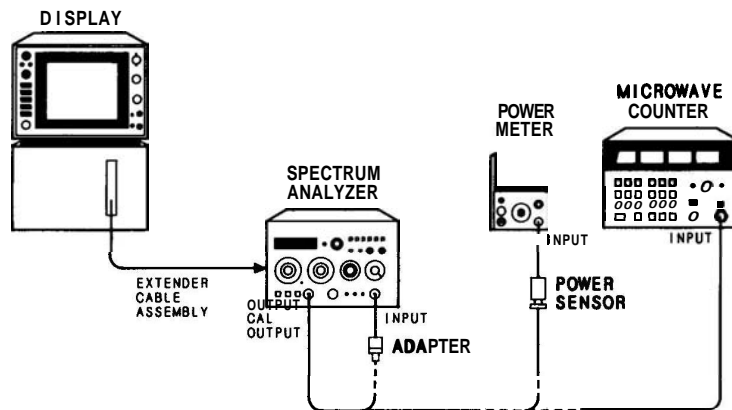 DISPLAY
MICROWAVE
COUNTER
POWER
METER
SPECTRUM
ANALYZER
INPUT
INPUT
EXTENDER
CABLE
ASSEMBLY
OUTPUT
CAL
OUTPUT
INPUT
POWER
SENSOR
ADAPTER